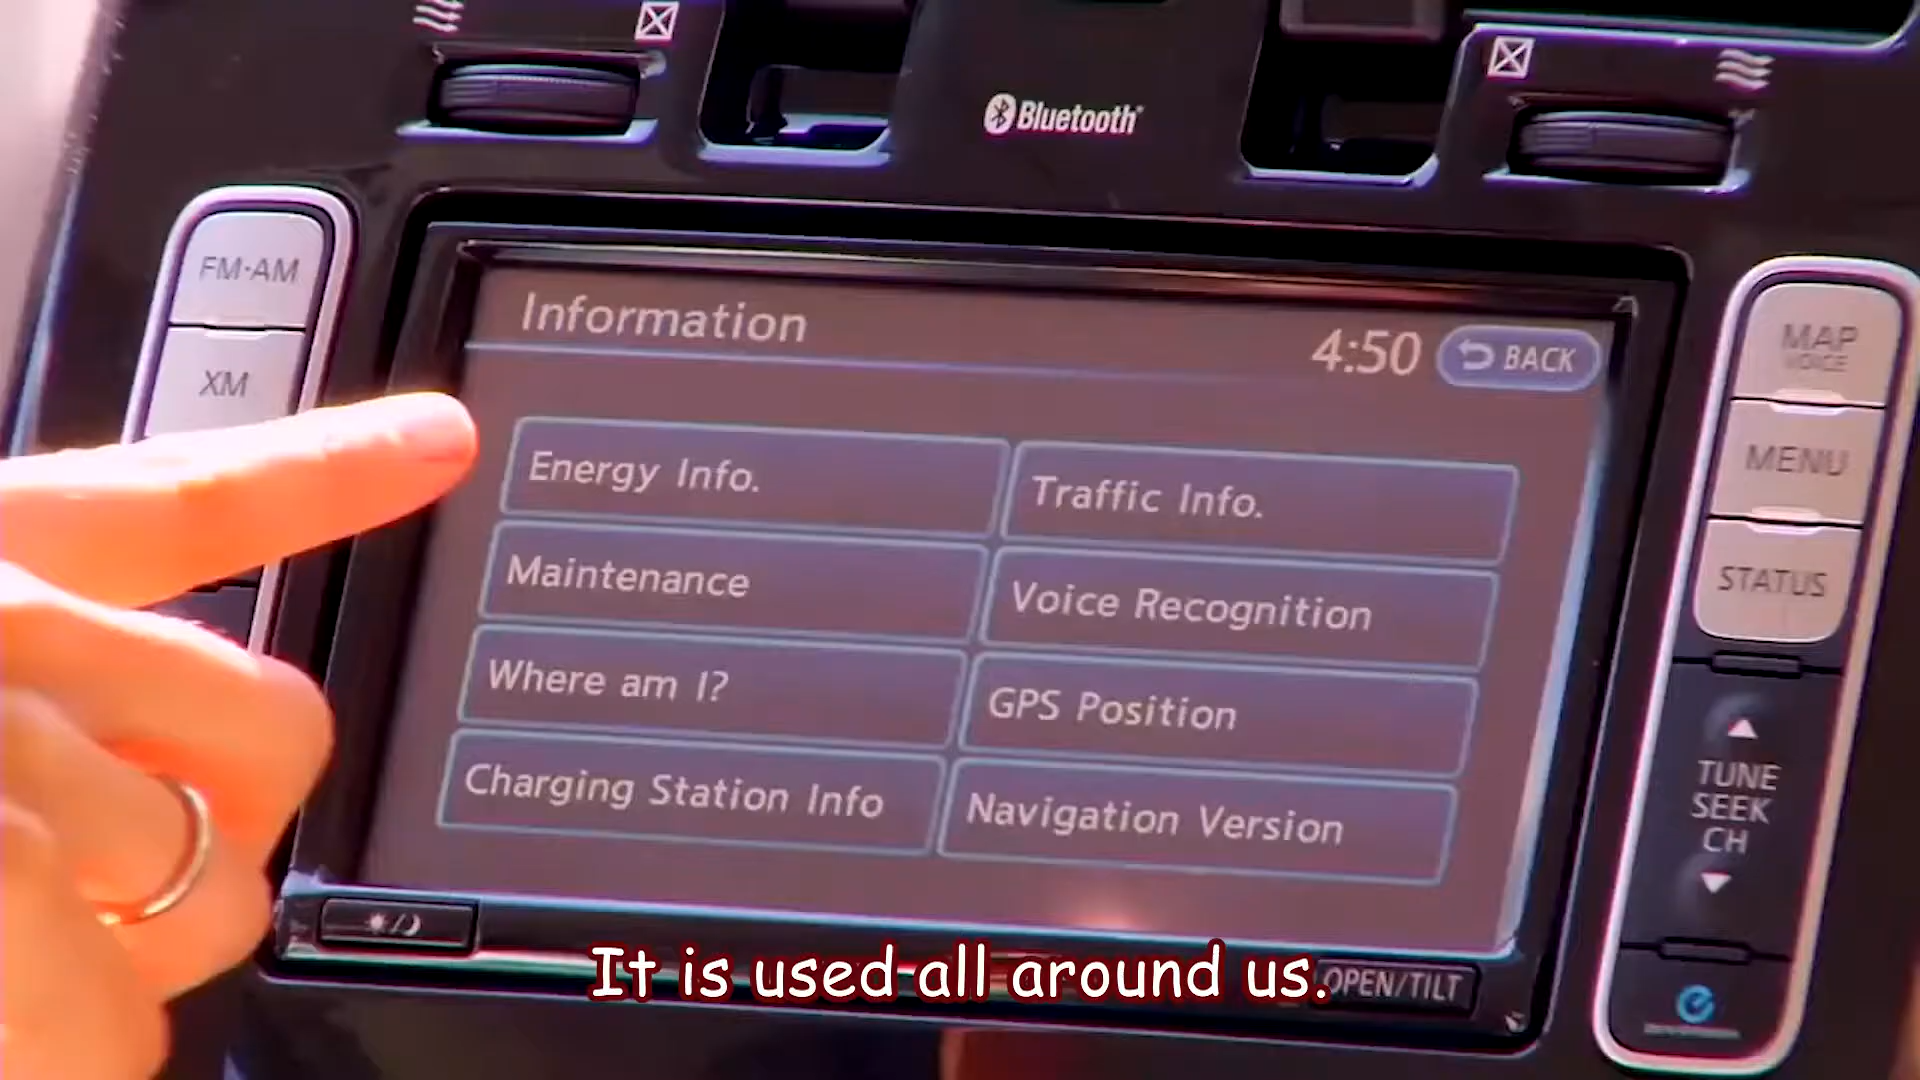 Bluetooth
FM·AM
XM
Information
4:50
BACK
Energy Info.
Traffic Info.
Maintenance
Voice Recognition
Where am I?
GPS Position
Charging Station Info
Navigation Version
MAP
VOICE
MENU
STATUS
TUNE
SEEK
CH
OPEN/TILT
It is used all around us.